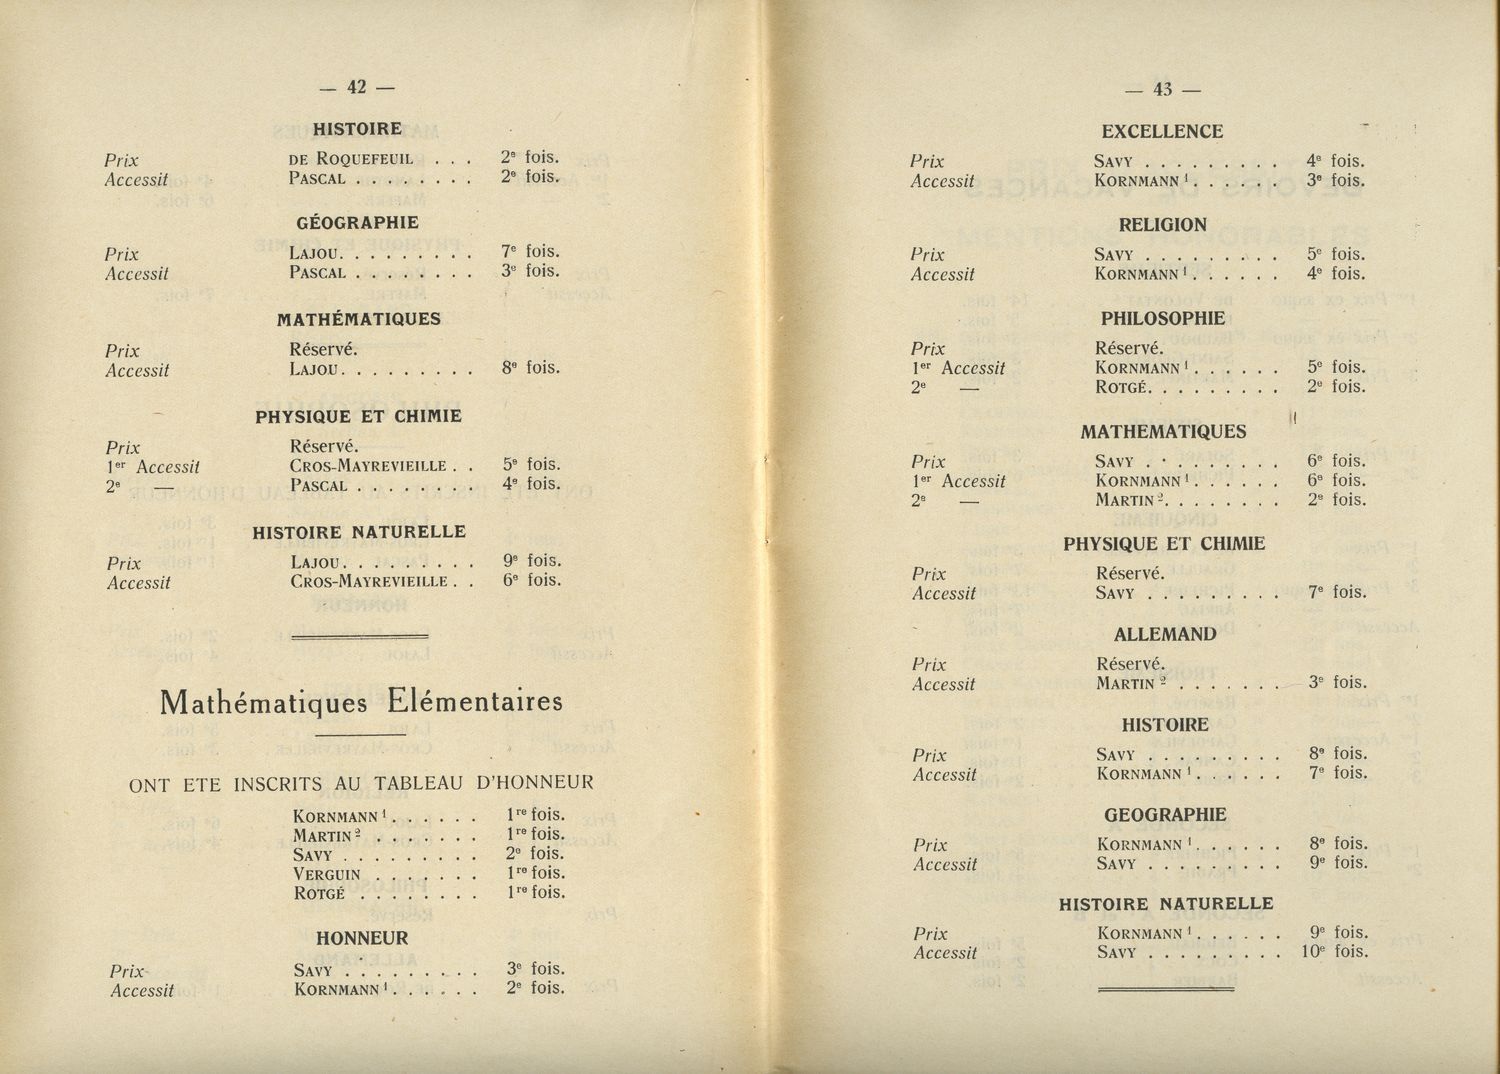 — 42 —
HISTOIRE
Prix DE ROQUEFEUIL . . . 2e fois.
Accessit PASCAL . . . . . . . . 2e fois.
GÉOGRAPHIE
Prix LAJOU. . . . . . . . . 7e fois.
Accessit PASCAL . . . . . . . . 3e fois.
MATHÉMATIQUES
Prix Réservé.
Accessit LAJOU. . . . . . . . . 8e fois.
PHYSIQUE ET CHIMIE
Prix Réservé.
1er Accessit CROS-MAYREVIEILLE . . 5e fois.
2e — PASCAL . . . . . . . . 4e fois.
HISTOIRE NATURELLE
Prix LAJOU. . . . . . . . . 9e fois.
Accessit CROS-MAYREVIEILLE . . 6e fois.
Mathématiques Elémentaires
ONT ETE INSCRITS AU TABLEAU D'HONNEUR
KORNMANN 1 . . . . . . 1re fois.
MARTIN 2 . . . . . . . 1re fois.
SAVY . . . . . . . . . 2e fois.
VERGUIN . . . . . . . 1re fois.
ROTGÉ . . . . . . . . 1re fois.
HONNEUR
Prix SAVY . . . . . . . . . 3e fois.
Accessit KORNMANN 1 . . . . . . 2e fois.
— 43 —
EXCELLENCE
Prix SAVY . . . . . . . . . 4e fois.
Accessit KORNMANN 1 . . . . . 3e fois.
RELIGION
Prix SAVY . . . . . . . . . 5e fois.
Accessit KORNMANN 1 . . . . . . 4e fois.
PHILOSOPHIE
Prix Réservé.
1er Accessit KORNMANN 1 . . . . . . 5e fois.
2e — ROTGÉ. . . . . . . . . 2e fois.
MATHEMATIQUES
Prix SAVY . . . . . . . . . 6e fois.
1er Accessit KORNMANN 1 . . . . . . 6e fois.
2e — MARTIN 2. . . . . . . . 2e fois.
PHYSIQUE ET CHIMIE
Prix Réservé.
Accessit SAVY . . . . . . . . . 7e fois.
ALLEMAND
Prix Réservé.
Accessit MARTIN 2 . . . . . . . 3e fois.
HISTOIRE
Prix SAVY . . . . . . . . . 8e fois.
Accessit KORNMANN 1 . . . . . . 7e fois.
GEOGRAPHIE
Prix KORNMANN 1 . . . . . . 8e fois.
Accessit SAVY . . . . . . . . . 9e fois.
HISTOIRE NATURELLE
Prix KORNMANN 1 . . . . . . 9e fois.
Accessit SAVY . . . . . . . . . 10e fois.